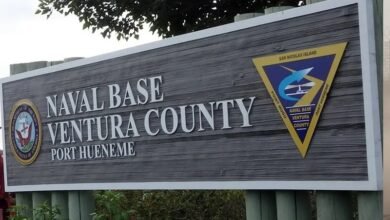 NAVAL BASE
VENTURA COUNTY
PORT HUENEME
SAN NICOLAS ISLAND
NAVAL BASE
VENTURA
COUNTY